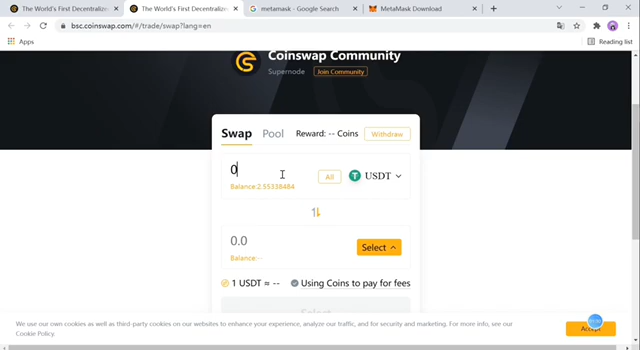 The World's First Decentraliz
The World's First Decentralize
metamask - Google Search
MetaMask Download
bsc.coinswap.com/#/trade/swap?lang=en
Apps
Reading list
Coinswap Community
Supernode
Join Community
Swap
Pool
Reward: -- Coins
Withdraw
0
All
USDT
Balance:2.55338484
0.0
Select
Balance:--
1 USDT ≈ --
Using Coins to pay for fees
Select
We use our own cookies as well as third-party cookies on our websites to enhance your experience, analyze our traffic, and for security and marketing. For more info, see our
Cookie Policy.
Accept